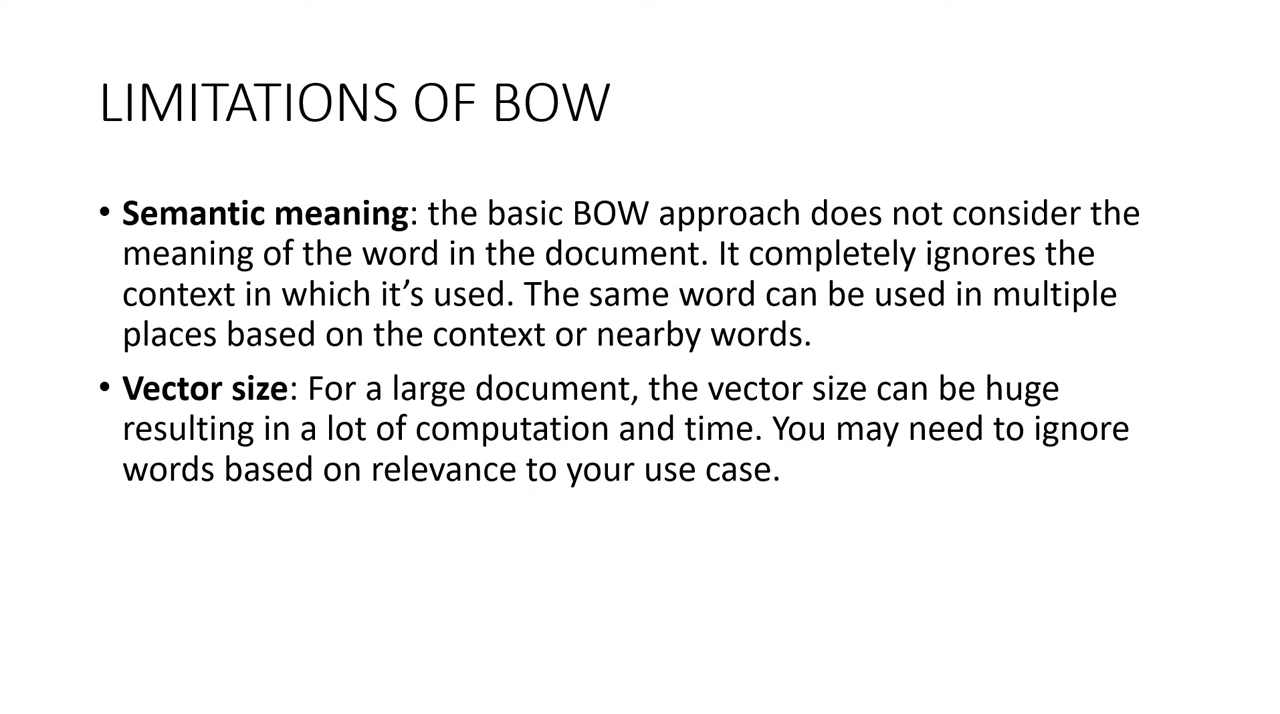 LIMITATIONS OF BOW
• Semantic meaning: the basic BOW approach does not consider the
meaning of the word in the document. It completely ignores the
context in which it’s used. The same word can be used in multiple
places based on the context or nearby words.
• Vector size: For a large document, the vector size can be huge
resulting in a lot of computation and time. You may need to ignore
words based on relevance to your use case.